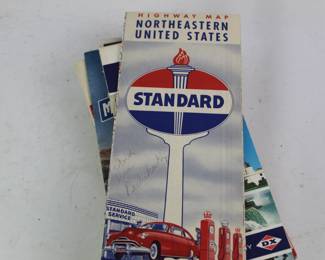 HIGHWAY MAP
NORTHEASTERN
UNITED STATES
STANDARD
STANDARD
SERVICE
DX